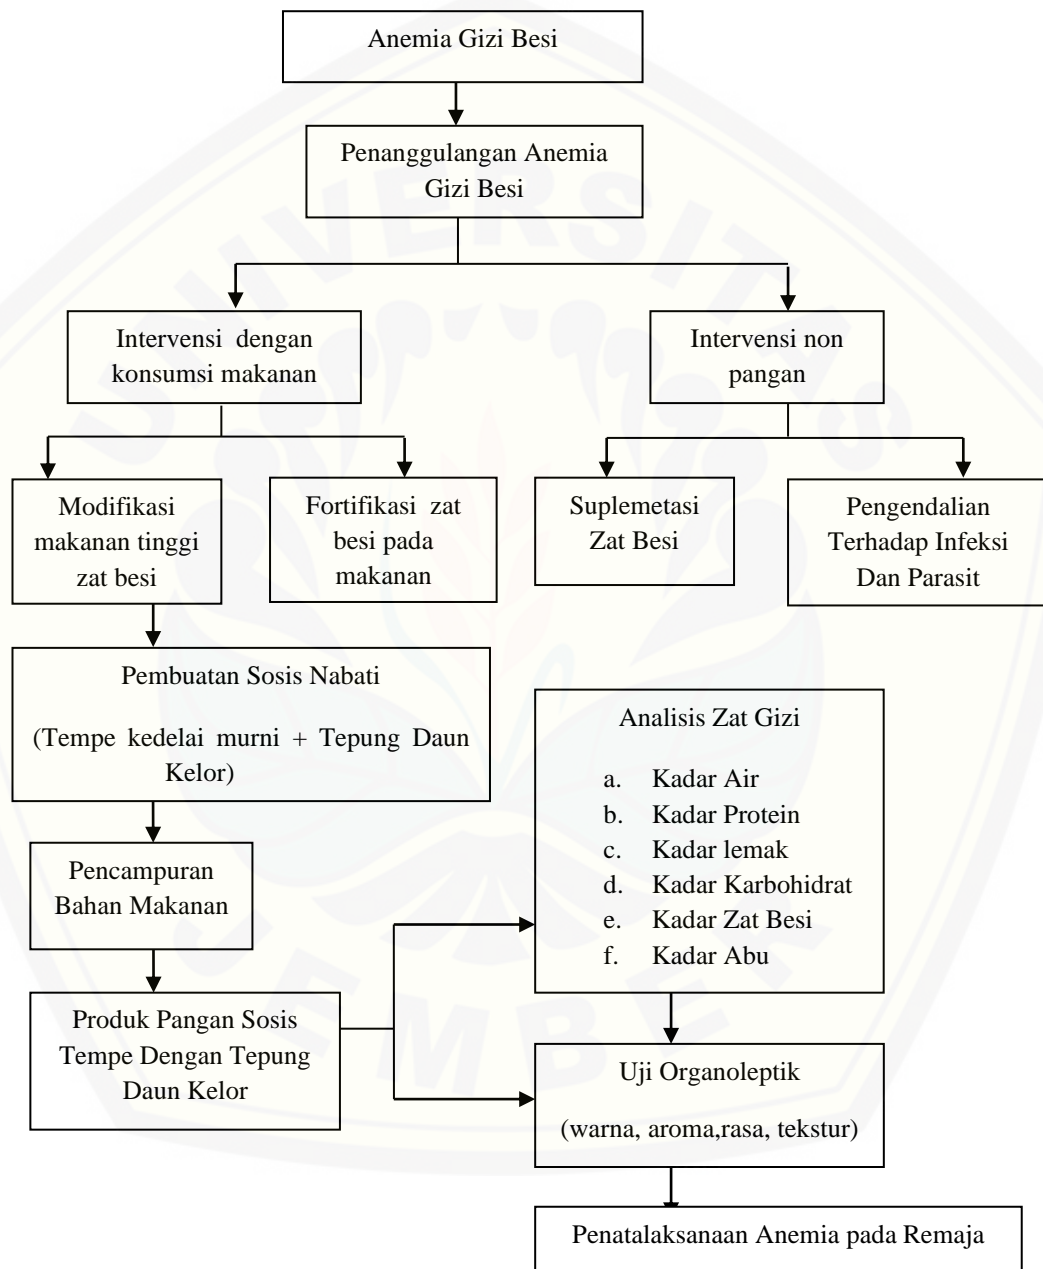 Anemia Gizi Besi
Penanggulangan Anemia
Gizi Besi
Intervensi dengan
konsumsi makanan
Intervensi non
pangan
Modifikasi
makanan tinggi
zat besi
Fortifikasi zat
besi pada
makanan
Suplemetasi
Zat Besi
Pengendalian
Terhadap Infeksi
Dan Parasit
Pembuatan Sosis Nabati
(Tempe kedelai murni + Tepung Daun
Kelor)
Analisis Zat Gizi
a. Kadar Air
b. Kadar Protein
c. Kadar lemak
d. Kadar Karbohidrat
e. Kadar Zat Besi
f. Kadar Abu
Pencampuran
Bahan Makanan
Produk Pangan Sosis
Tempe Dengan Tepung
Daun Kelor
Uji Organoleptik
(warna, aroma,rasa, tekstur)
Penatalaksanaan Anemia pada Remaja
UNIVERSITAS
JEMBER